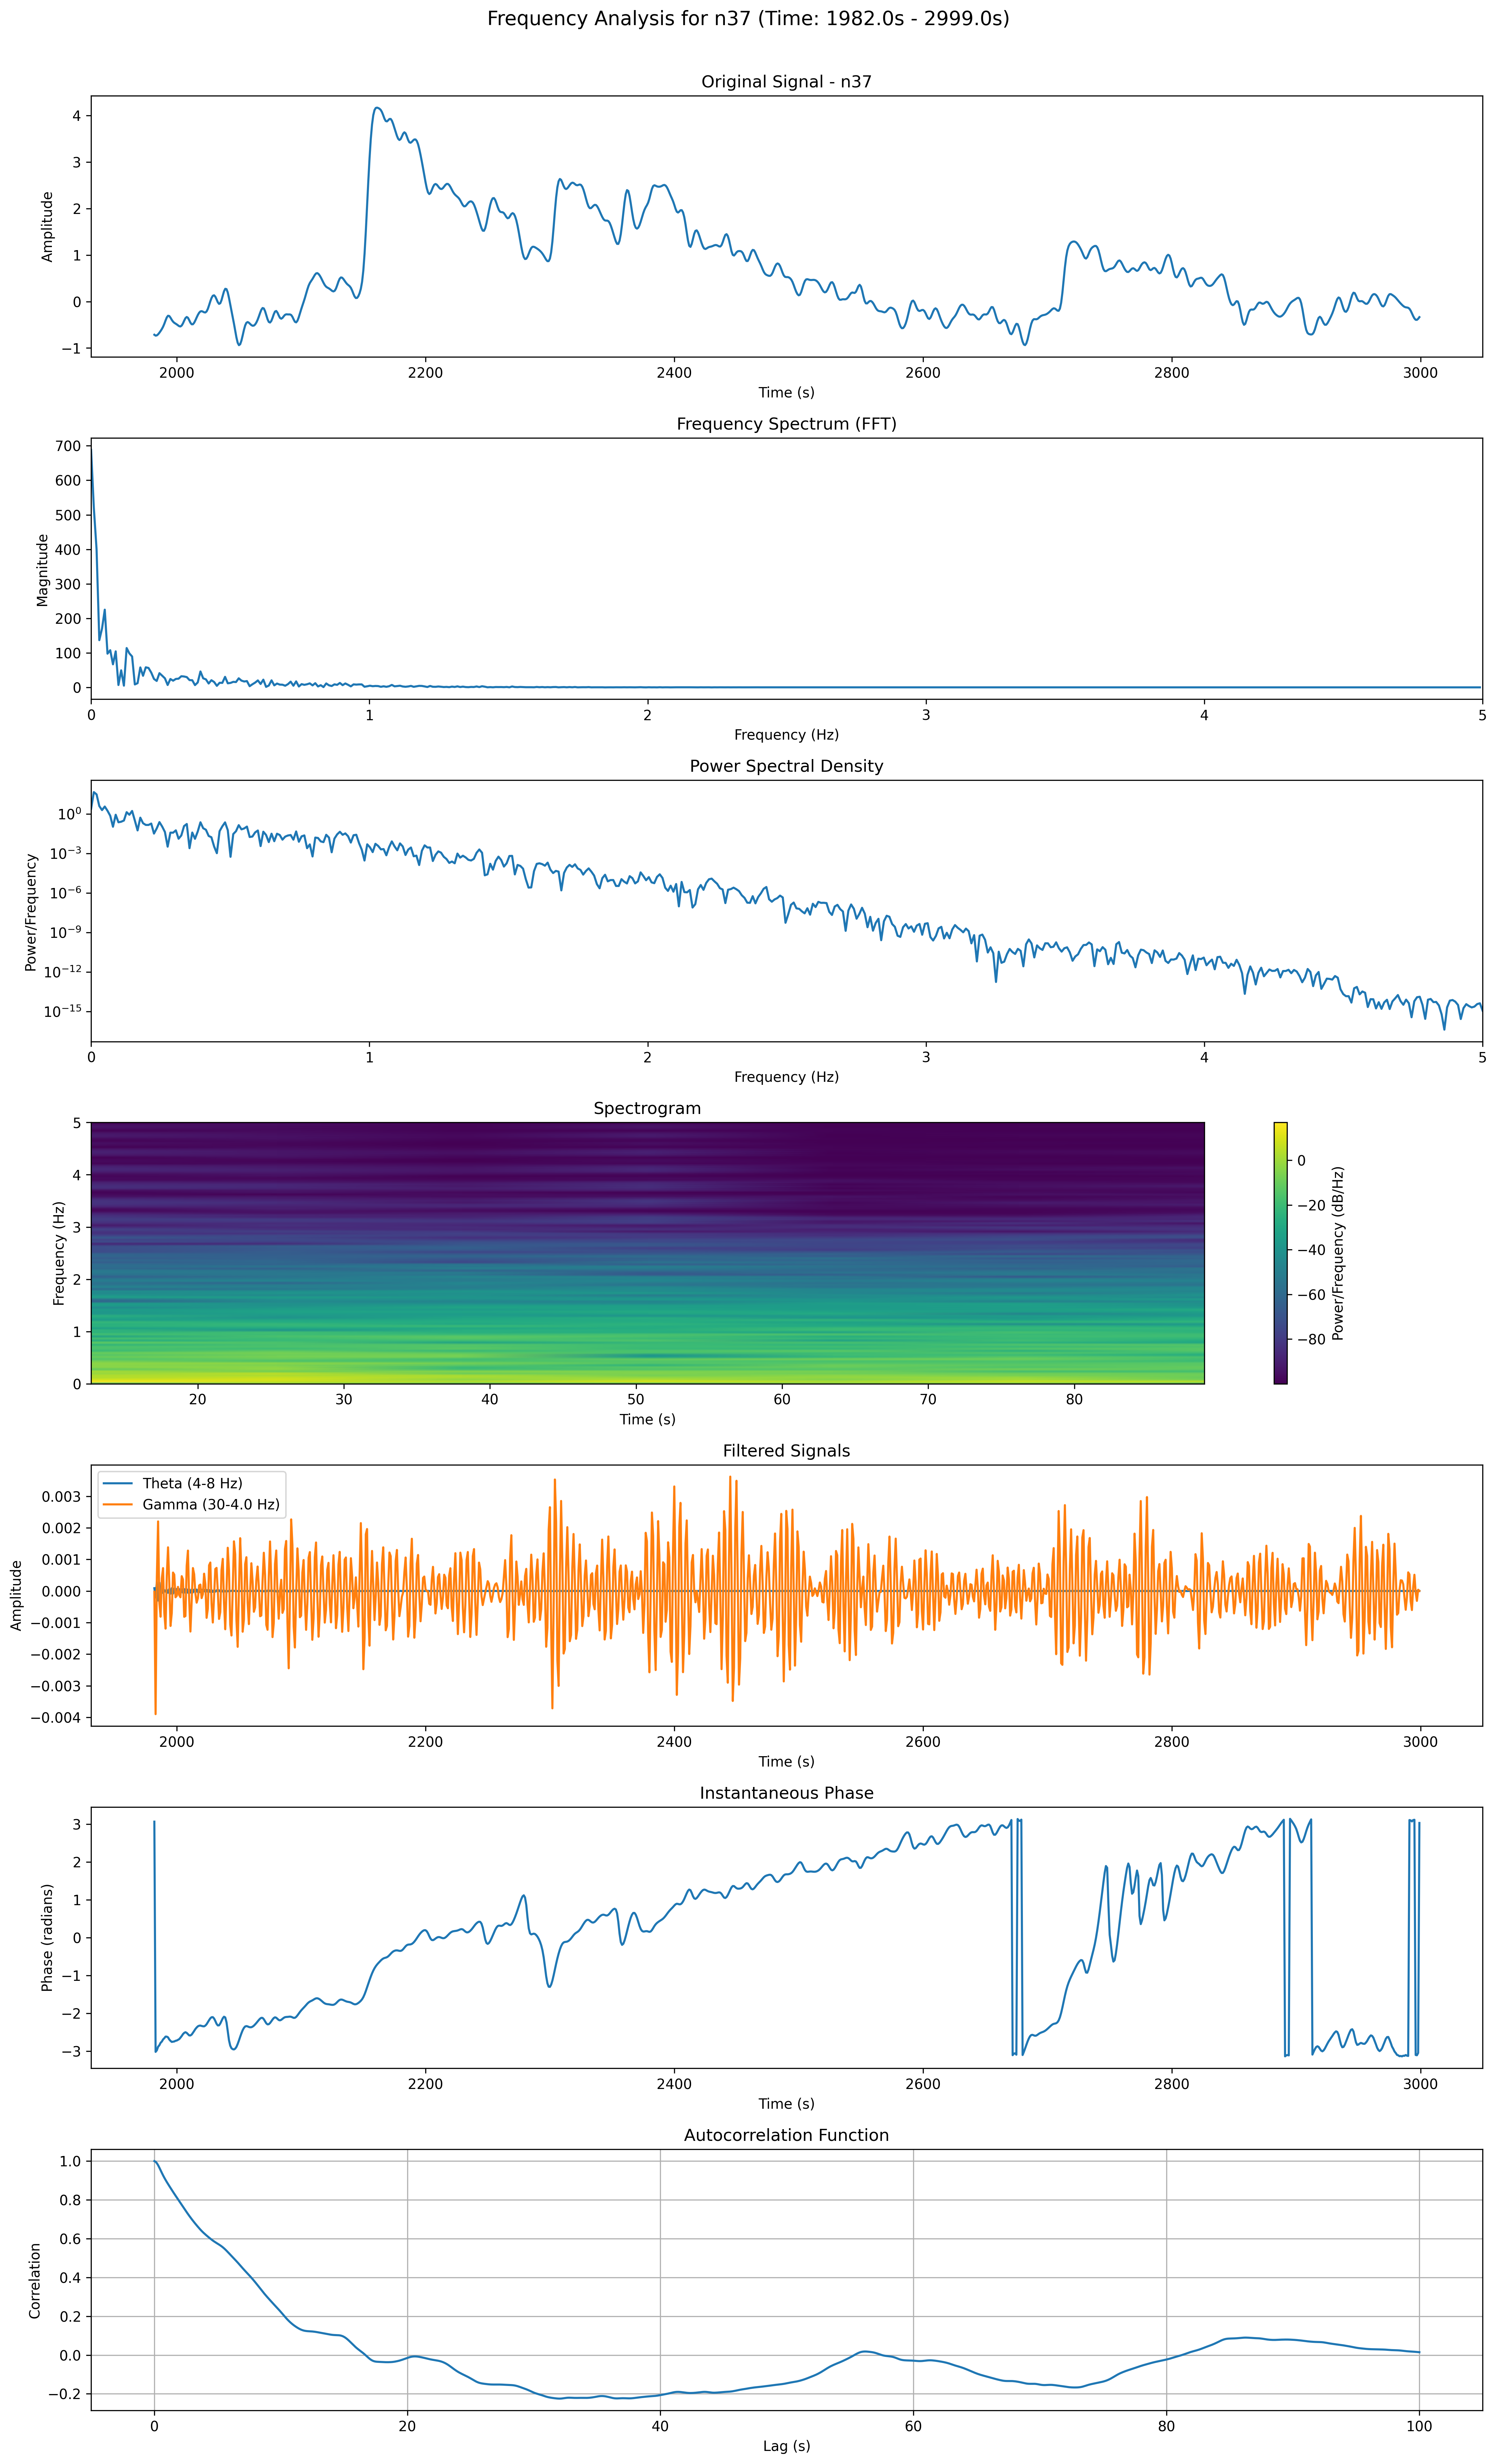 Frequency Analysis for n37 (Time: 1982.0s - 2999.0s)
Original Signal - n37
4
3
2
1
0
−1
Amplitude
2000 2200 2400 2600 2800 3000
Time (s)
Frequency Spectrum (FFT)
700
600
500
400
300
200
100
0
Magnitude
0 1 2 3 4 5
Frequency (Hz)
Power Spectral Density
10⁰
10⁻³
10⁻⁶
10⁻⁹
10⁻¹²
10⁻¹⁵
Power/Frequency
0 1 2 3 4 5
Frequency (Hz)
Spectrogram
5
4
3
2
1
0
Frequency (Hz)
20 30 40 50 60 70 80
Time (s)
0
−20
−40
−60
−80
Power/Frequency (dB/Hz)
Filtered Signals
Theta (4-8 Hz)
Gamma (30-4.0 Hz)
0.003
0.002
0.001
0.000
−0.001
−0.002
−0.003
−0.004
Amplitude
2000 2200 2400 2600 2800 3000
Time (s)
Instantaneous Phase
3
2
1
0
−1
−2
−3
Phase (radians)
2000 2200 2400 2600 2800 3000
Time (s)
Autocorrelation Function
1.0
0.8
0.6
0.4
0.2
0.0
−0.2
Correlation
0 20 40 60 80 100
Lag (s)